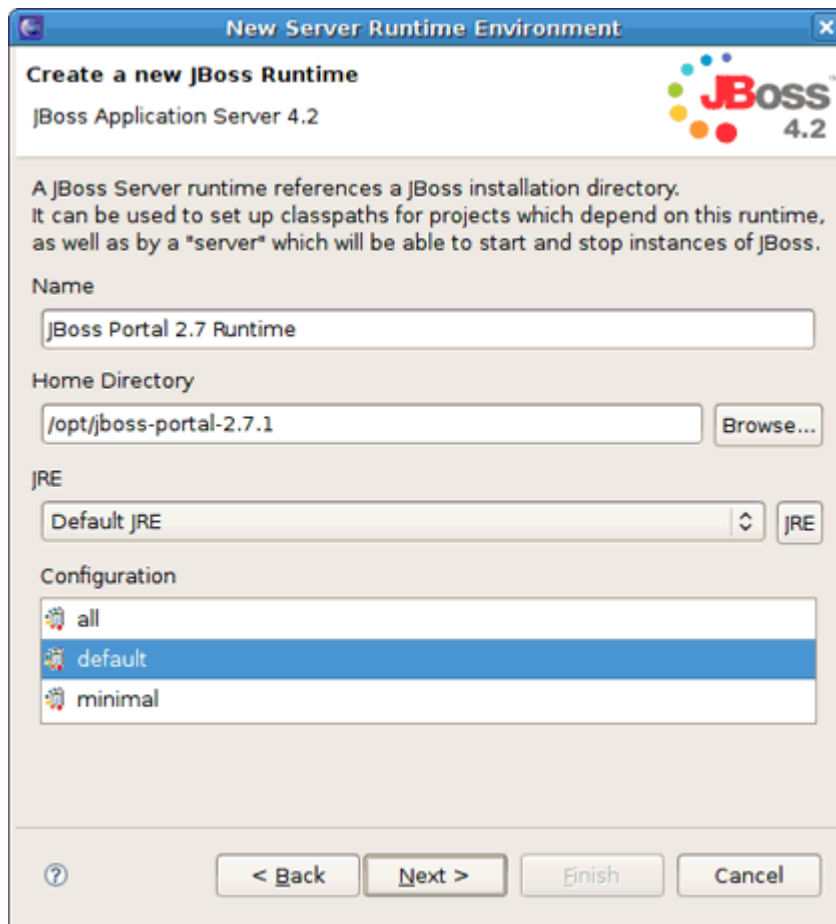 New Server Runtime Environment
Create a new JBoss Runtime
JBoss Application Server 4.2
JBoss
4.2
A JBoss Server runtime references a JBoss installation directory.
It can be used to set up classpaths for projects which depend on this runtime,
as well as by a "server" which will be able to start and stop instances of JBoss.
Name
JBoss Portal 2.7 Runtime
Home Directory
/opt/jboss-portal-2.7.1
Browse...
JRE
Default JRE
JRE
Configuration
all
default
minimal
< Back
Next >
Finish
Cancel